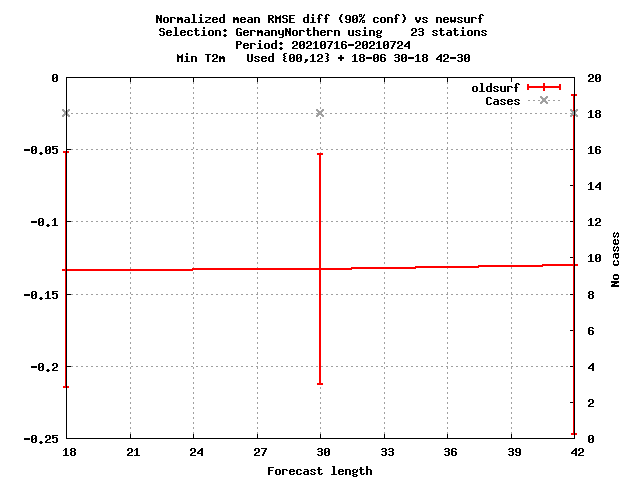 Normalized mean RMSE diff (90% conf) vs newsurf
Selection: GermanyNorthern using 23 stations
Period: 20210716-20210724
Min T2m Used {00,12} + 18-06 30-18 42-30
oldsurf
Cases
0
-0.05
-0.1
-0.15
-0.2
-0.25
20
18
16
14
12
10
8
6
4
2
0
No cases
18 21 24 27 30 33 36 39 42
Forecast length